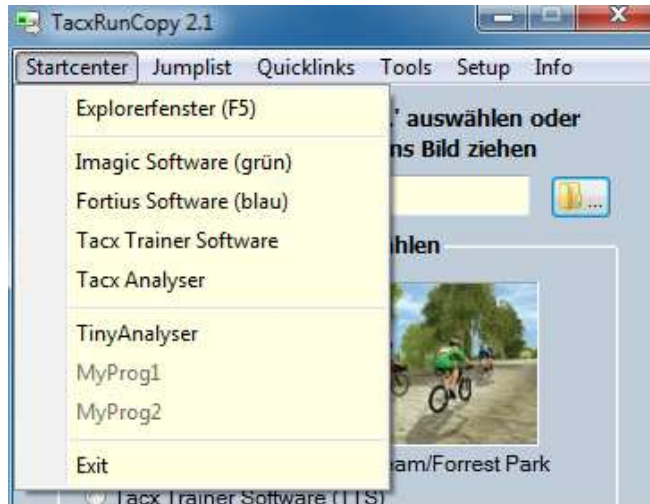 TacxRunCopy 2.1
Startcenter Jumplist Quicklinks Tools Setup Info
Explorerfenster (F5)
' auswählen oder
ns Bild ziehen
Imagic Software (grün)
Fortius Software (blau)
...
Tacx Trainer Software
hlen
Tacx Analyser
TinyAnalyser
MyProg1
MyProg2
Exit
am/Forrest Park
Tacx Trainer Software (TTS)